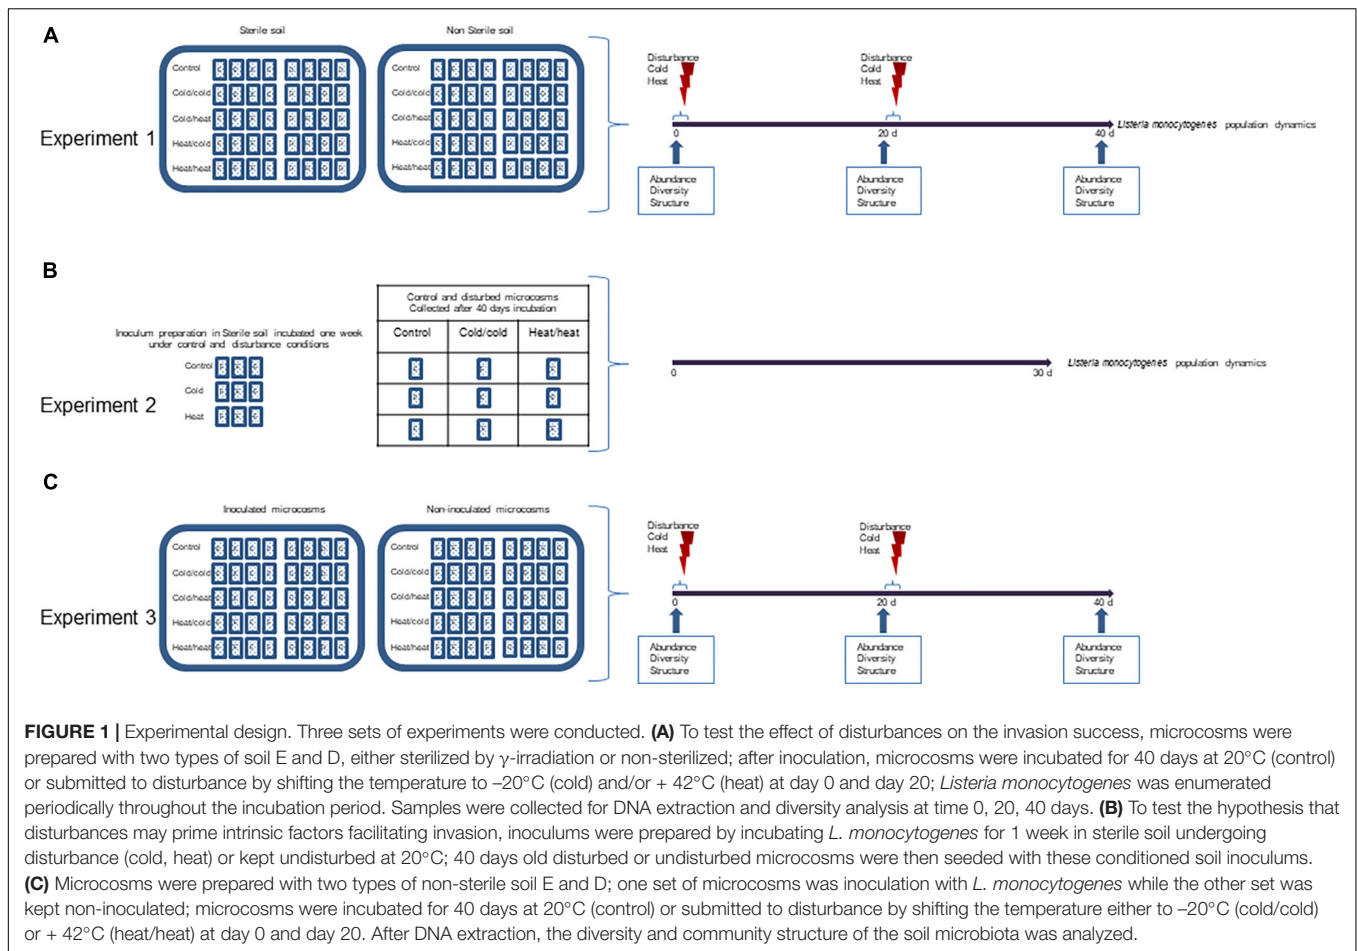 A
Sterile soil
Non Sterile soil
Control
Cold/cold
Cold/heat
Heat/cold
Heat/heat
Control
Cold/cold
Cold/heat
Heat/cold
Heat/heat
Experiment 1
Disturbance
Cold
Heat
Disturbance
Cold
Heat
0
20 d
40 d
Listeria monocytogenes population dynamics
Abundance
Diversity
Structure
Abundance
Diversity
Structure
Abundance
Diversity
Structure
B
Inoculum preparation in Sterile soil incubated one week
under control and disturbance conditions
Control
Cold
Heat
Experiment 2
Control and disturbed microcosms
Collected after 40 days incubation
Control
Cold/cold
Heat/heat
0
30 d
Listeria monocytogenes population dynamics
C
Inoculated microcosms
Non-inoculated microcosms
Control
Cold/cold
Cold/heat
Heat/cold
Heat/heat
Control
Cold/cold
Cold/heat
Heat/cold
Heat/heat
Experiment 3
Disturbance
Cold
Heat
Disturbance
Cold
Heat
0
20 d
40 d
Abundance
Diversity
Structure
Abundance
Diversity
Structure
Abundance
Diversity
Structure
FIGURE 1 | Experimental design. Three sets of experiments were conducted. (A) To test the effect of disturbances on the invasion success, microcosms were
prepared with two types of soil E and D, either sterilized by γ-irradiation or non-sterilized; after inoculation, microcosms were incubated for 40 days at 20°C (control)
or submitted to disturbance by shifting the temperature to –20°C (cold) and/or + 42°C (heat) at day 0 and day 20; Listeria monocytogenes was enumerated
periodically throughout the incubation period. Samples were collected for DNA extraction and diversity analysis at time 0, 20, 40 days. (B) To test the hypothesis that
disturbances may prime intrinsic factors facilitating invasion, inoculums were prepared by incubating L. monocytogenes for 1 week in sterile soil undergoing
disturbance (cold, heat) or kept undisturbed at 20°C; 40 days old disturbed or undisturbed microcosms were then seeded with these conditioned soil inoculums.
(C) Microcosms were prepared with two types of non-sterile soil E and D; one set of microcosms was inoculation with L. monocytogenes while the other set was
kept non-inoculated; microcosms were incubated for 40 days at 20°C (control) or submitted to disturbance by shifting the temperature either to –20°C (cold/cold)
or + 42°C (heat/heat) at day 0 and day 20. After DNA extraction, the diversity and community structure of the soil microbiota was analyzed.